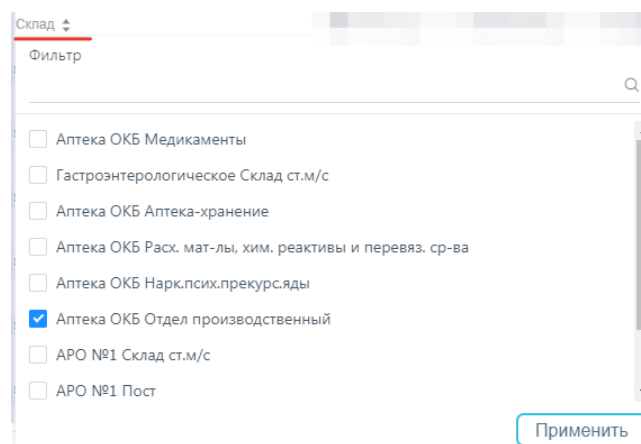 Склад
Фильтр
Аптека ОКБ Медикаменты
Гастроэнтерологическое Склад ст.м/с
Аптека ОКБ Аптека-хранение
Аптека ОКБ Расх. мат-лы, хим. реактивы и перевяз. ср-ва
Аптека ОКБ Нарк.псих.прекурс.яды
Аптека ОКБ Отдел производственный
АРО №1 Склад ст.м/с
АРО №1 Пост
Применить